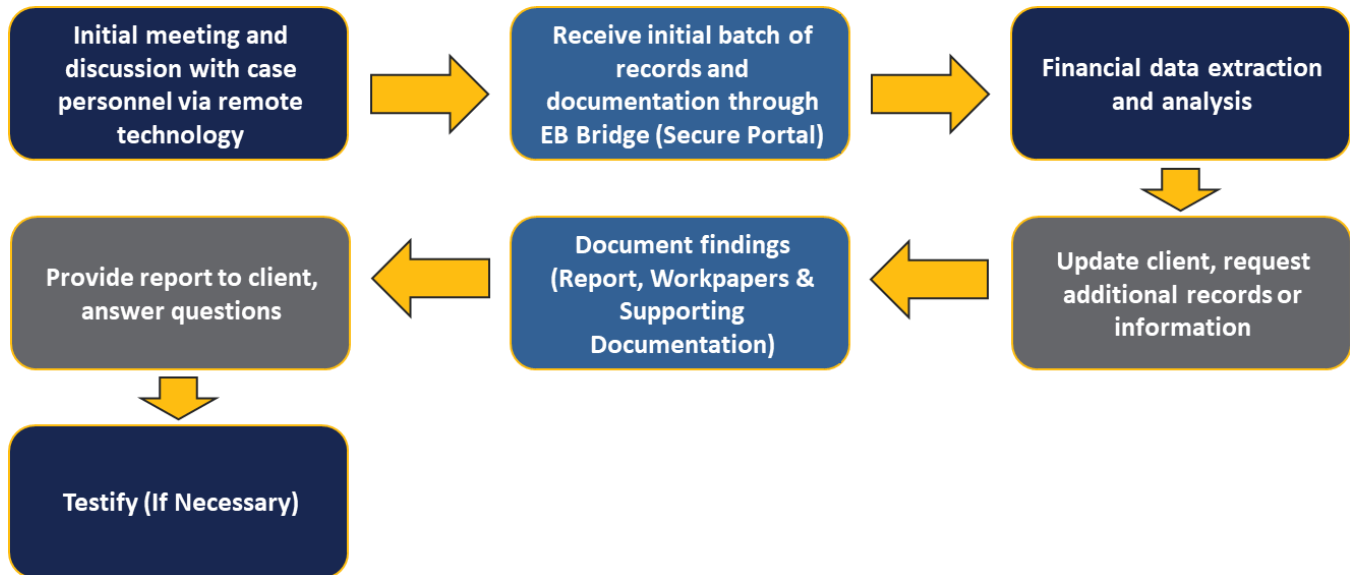 Initial meeting and
discussion with case
personnel via remote
technology
Receive initial batch of
records and
documentation through
EB Bridge (Secure Portal)
Financial data extraction
and analysis
Update client, request
additional records or
information
Document findings
(Report, Workpapers &
Supporting
Documentation)
Provide report to client,
answer questions
Testify (If Necessary)